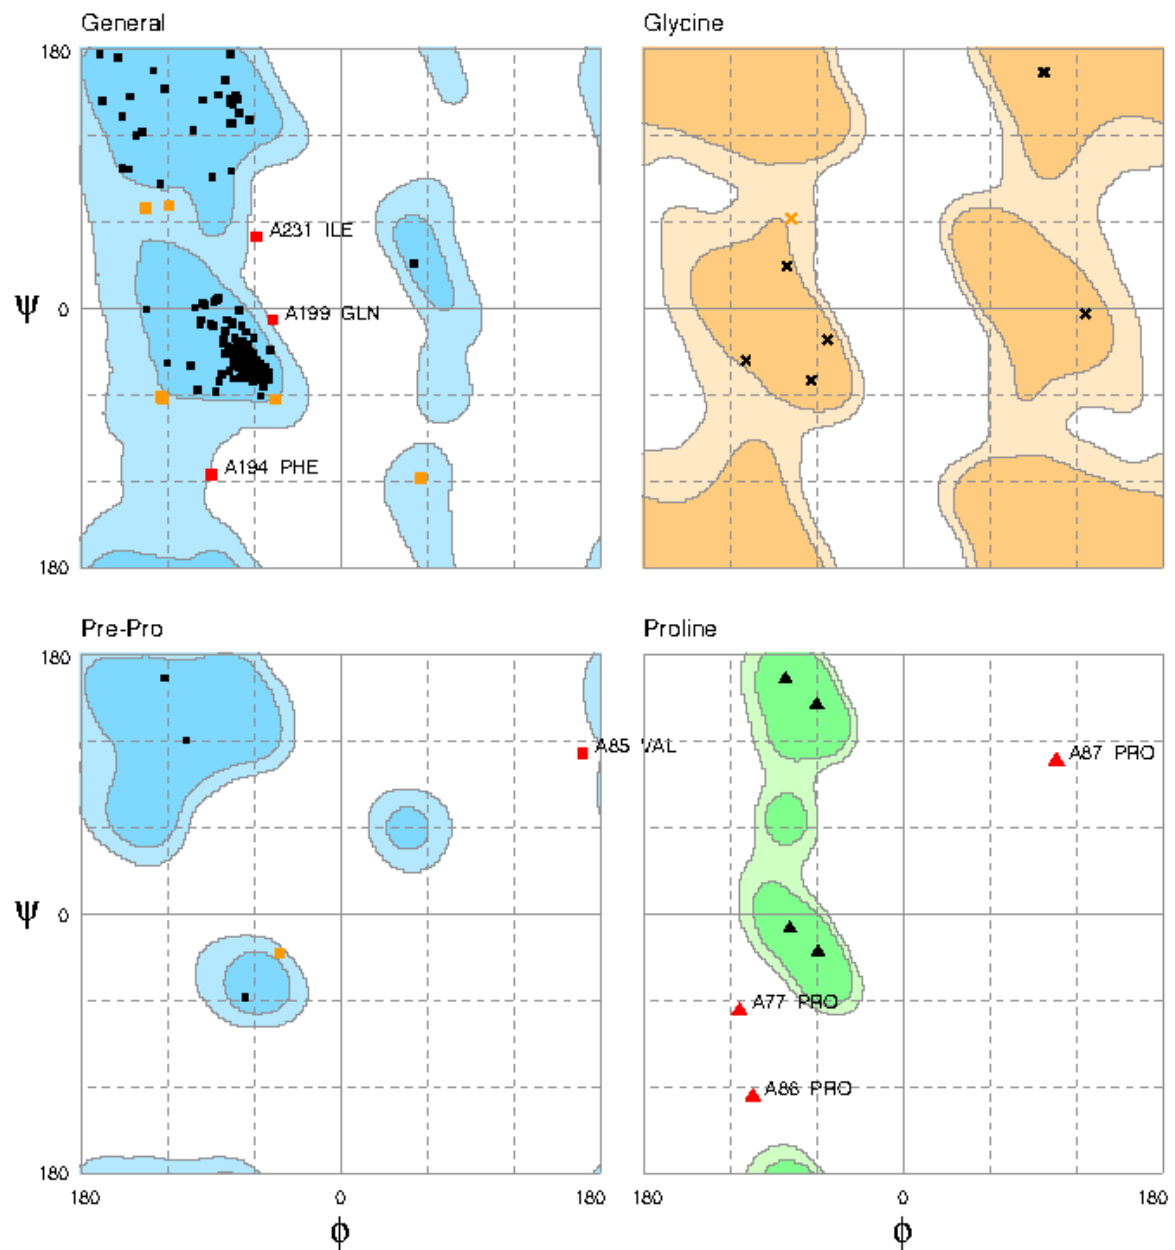 General
Glycine
180
A231 ILE
ψ 0
A199 GLN
A194 PHE
180
Pre-Pro
Proline
180
A85 VAL
A87 PRO
ψ 0
A77 PRO
A86 PRO
180
180 0 180
180 0 180
ϕ
ϕ